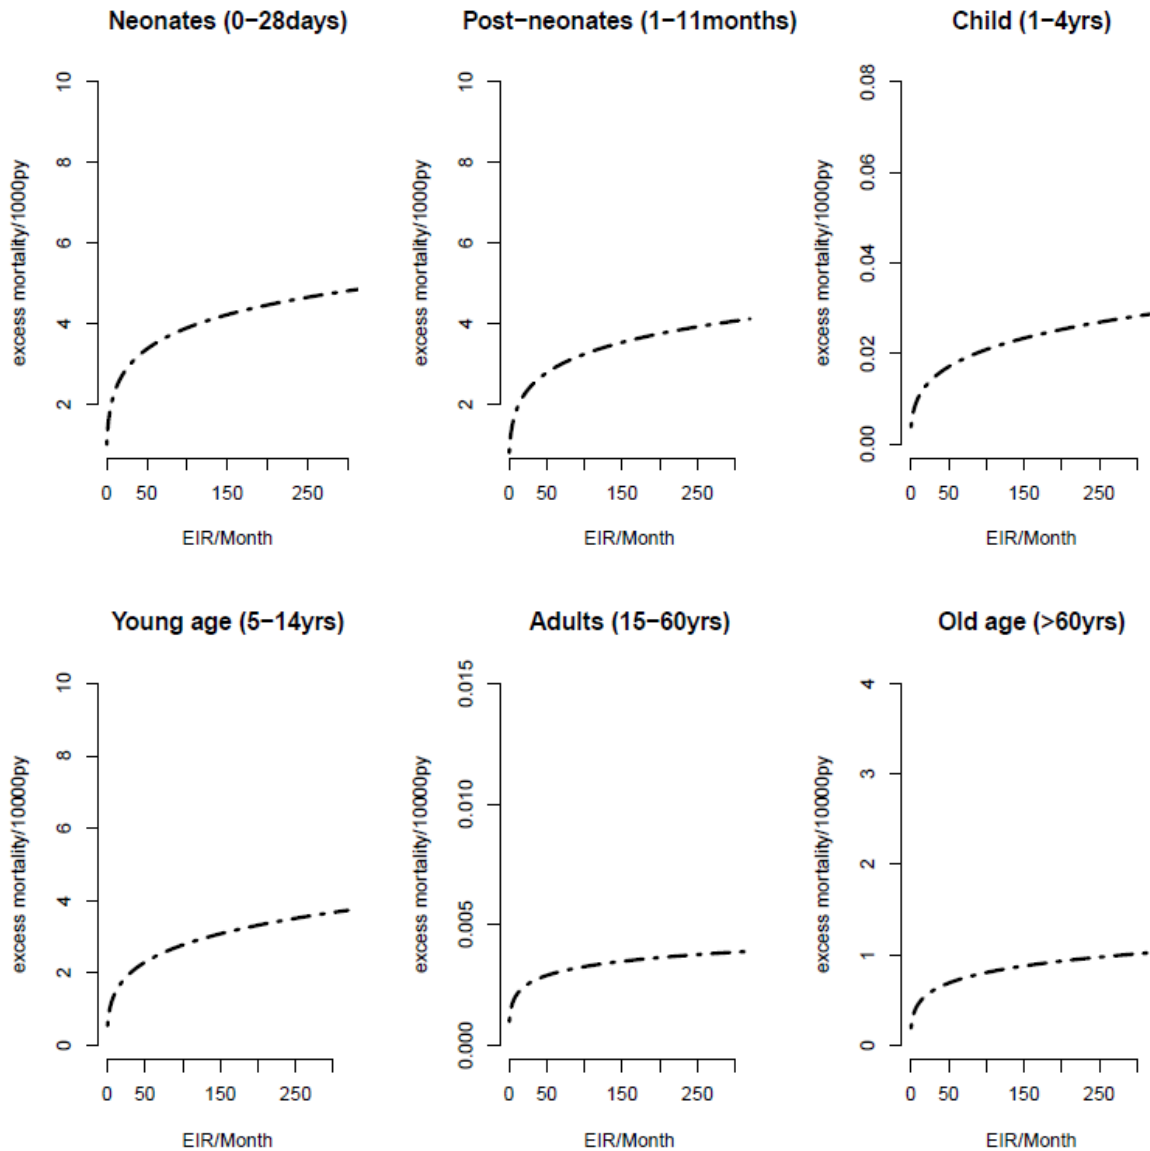 Neonates (0−28days)
excess mortality/1000py
10
8
6
4
2
0 50 150 250
EIR/Month
Post−neonates (1−11months)
excess mortality/1000py
10
8
6
4
2
0 50 150 250
EIR/Month
Child (1−4yrs)
excess mortality/1000py
0.08
0.06
0.04
0.02
0.00
0 50 150 250
EIR/Month
Young age (5−14yrs)
excess mortality/10000py
10
8
6
4
2
0
0 50 150 250
EIR/Month
Adults (15−60yrs)
excess mortality/10000py
0.015
0.010
0.005
0.000
0 50 150 250
EIR/Month
Old age (>60yrs)
excess mortality/10000py
4
3
2
1
0
0 50 150 250
EIR/Month